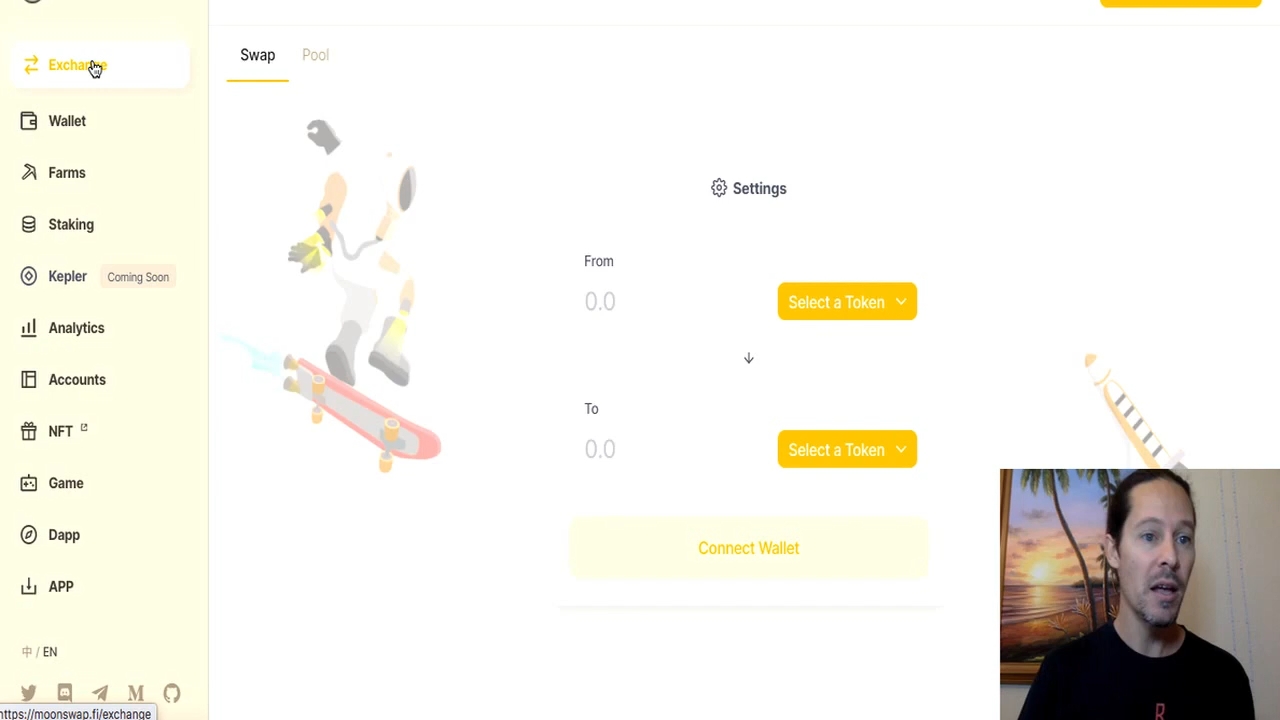 Exchange
Swap
Pool
Wallet
Farms
Settings
Staking
From
Kepler
Coming Soon
0.0
Select a Token
Analytics
Accounts
To
NFT
0.0
Select a Token
Game
Dapp
Connect Wallet
APP
中 / EN
https://moonswap.fi/exchange